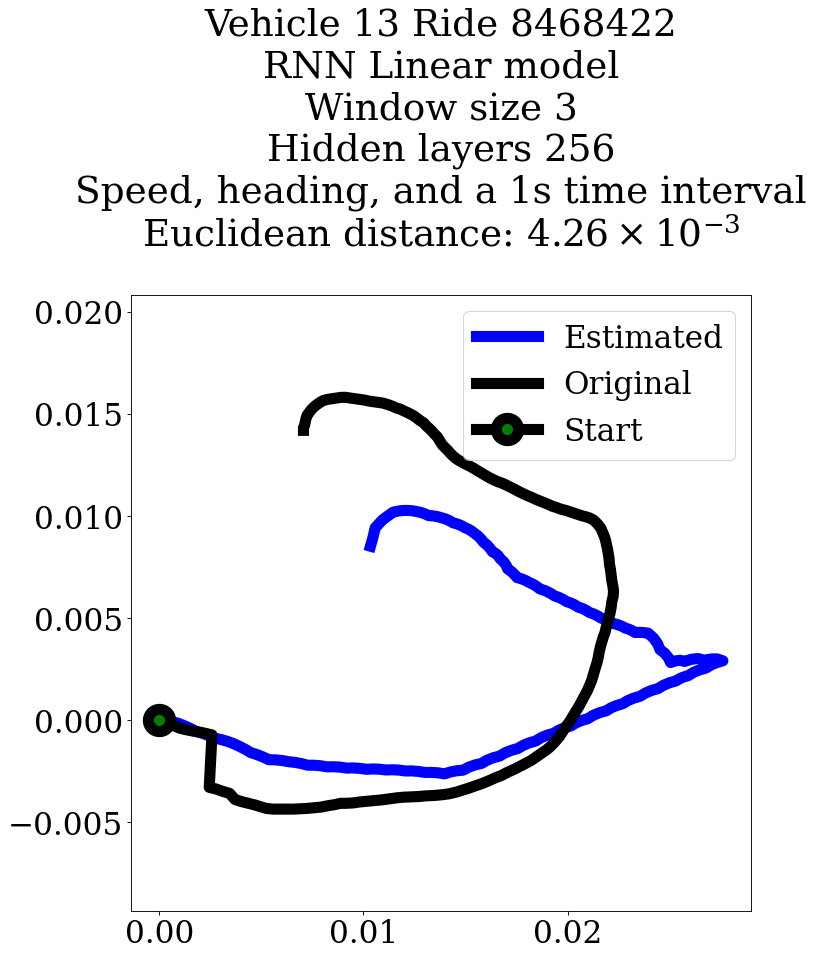 Vehicle 13 Ride 8468422
RNN Linear model
Window size 3
Hidden layers 256
Speed, heading, and a 1s time interval
Euclidean distance: 4.26 × 10⁻³
0.020
0.015
0.010
0.005
0.000
−0.005
Estimated
Original
Start
0.00 0.01 0.02